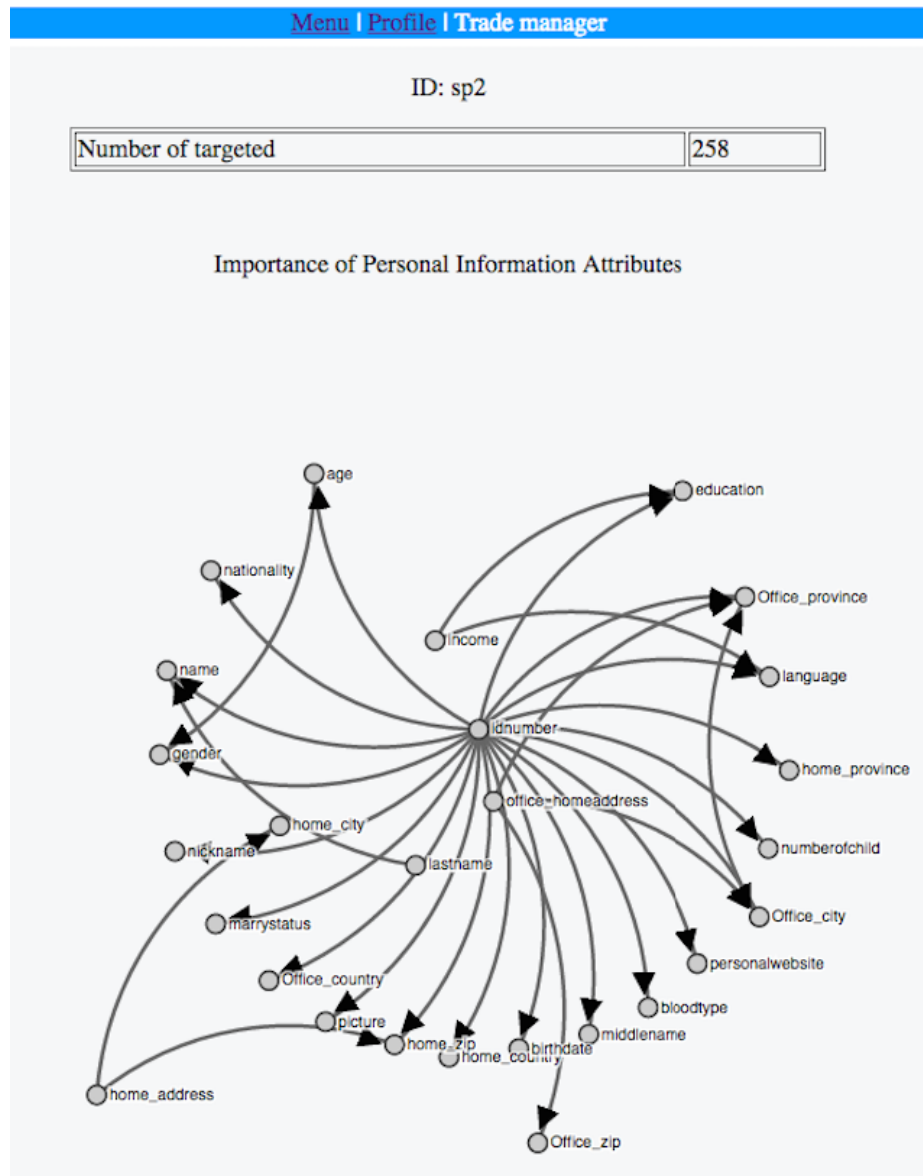 Menu | Profile | Trade manager
ID: sp2
Number of targeted 258
Importance of Personal Information Attributes
age
education
nationality
Office_province
income
name
language
idnumber
gender
home_province
office_homeaddress
home_city
nickname
numberofchild
lastname
Office_city
marrystatus
personalwebsite
Office_country
bloodtype
picture
middlename
home_zip
birthdate
home_country
home_address
Office_zip